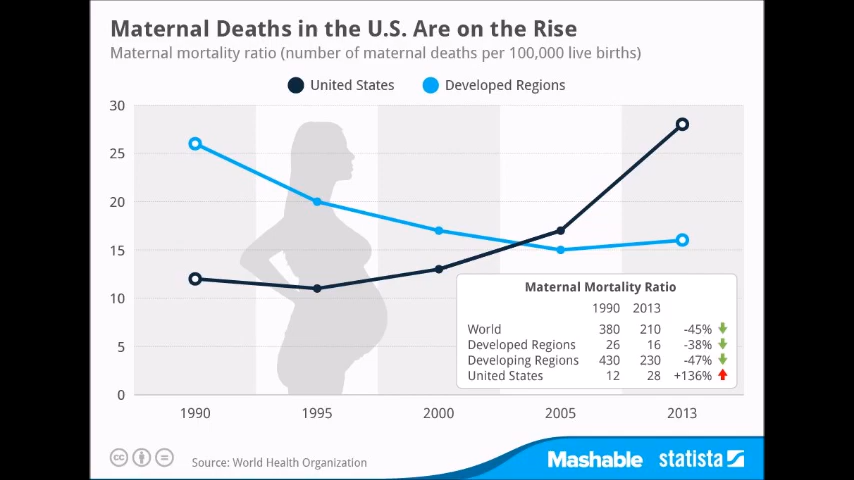 Maternal Deaths in the U.S. Are on the Rise
Maternal mortality ratio (number of maternal deaths per 100,000 live births)
United States Developed Regions
30
25
20
15
10
5
0
1990 1995 2000 2005 2013
Maternal Mortality Ratio
1990 2013
World 380 210 -45%
Developed Regions 26 16 -38%
Developing Regions 430 230 -47%
United States 12 28 +136%
cc
Source: World Health Organization
Mashable statista